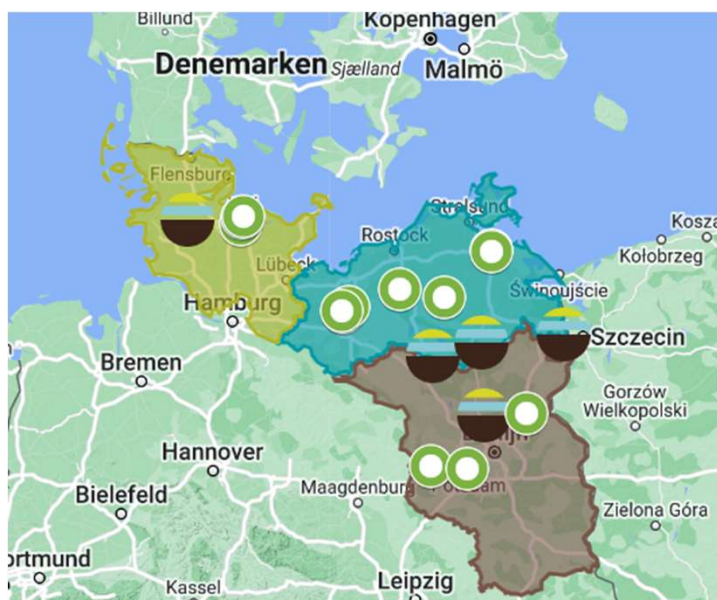 Billund
Kopenhagen
Denemarken
Sjælland
Malmö
Flensburg
Stralsund
Rostock
Kosza
Kołobrzeg
Lübeck
Świnoujście
Hamburg
Szczecin
Bremen
Gorzów
Wielkopolski
Hannover
Maagdenburg
Potsdam
Bielefeld
Zielona Góra
ortmund
Kassel
Leipzig